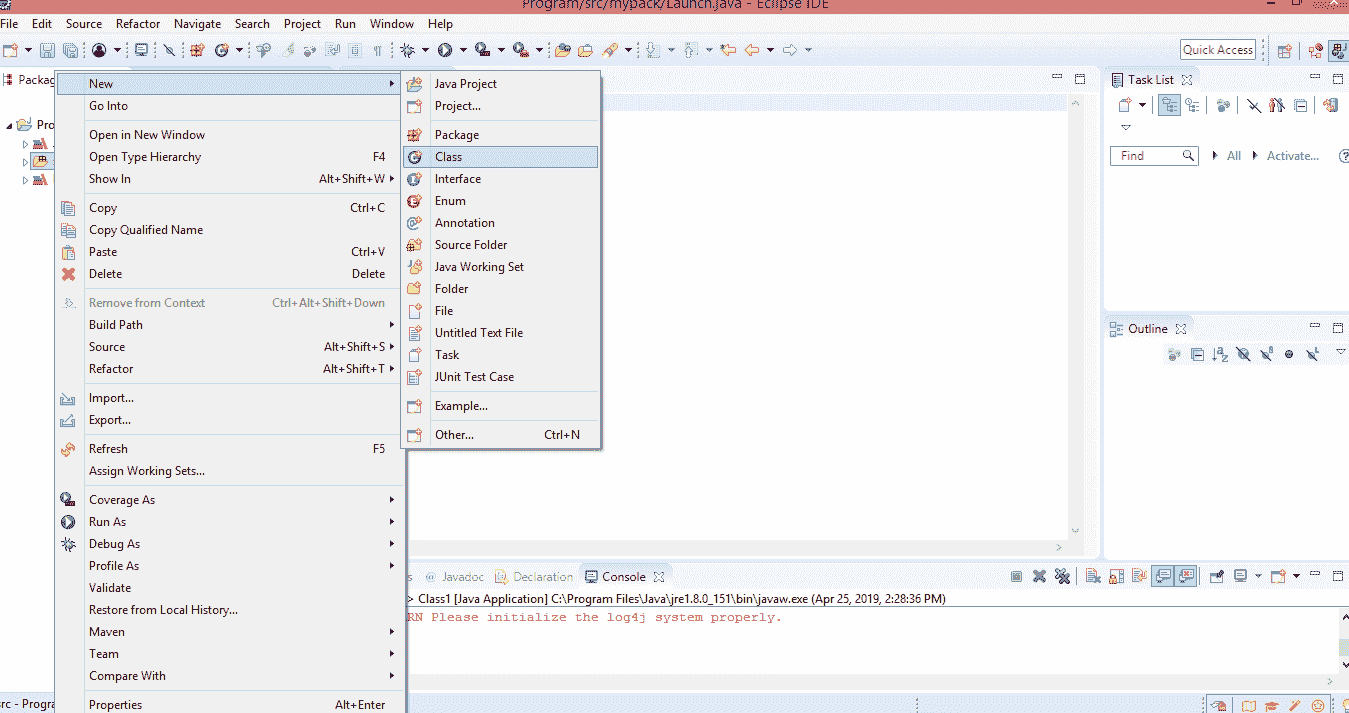 Program/src/mypack/Launch.java - Eclipse IDE
File Edit Source Refactor Navigate Search Project Run Window Help
Quick Access
Packag
Pro
New
Go Into
Open in New Window
Open Type Hierarchy F4
Show In Alt+Shift+W
Copy Ctrl+C
Copy Qualified Name
Paste Ctrl+V
Delete Delete
Remove from Context Ctrl+Alt+Shift+Down
Build Path
Source Alt+Shift+S
Refactor Alt+Shift+T
Import...
Export...
Refresh F5
Assign Working Sets...
Coverage As
Run As
Debug As
Profile As
Validate
Restore from Local History...
Maven
Team
Compare With
Properties Alt+Enter
Java Project
Project...
Package
Class
Interface
Enum
Annotation
Source Folder
Java Working Set
Folder
File
Untitled Text File
Task
JUnit Test Case
Example...
Other... Ctrl+N
Task List
Find All Activate...
Outline
s @ Javadoc Declaration Console
> Class1 [Java Application] C:\Program Files\Java\jre1.8.0_151\bin\javaw.exe (Apr 25, 2019, 2:28:36 PM)
RN Please initialize the log4j system properly.
rc - Progra